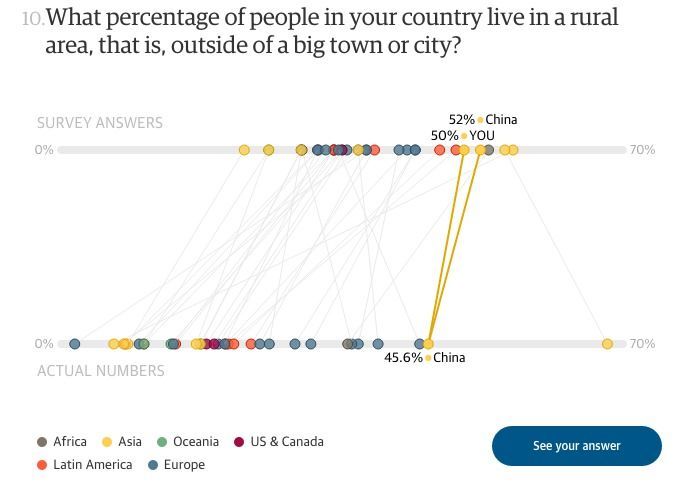 10.What percentage of people in your country live in a rural
area, that is, outside of a big town or city?
SURVEY ANSWERS
52% China
50% YOU
0% 70%
0% 70%
45.6% China
ACTUAL NUMBERS
Africa Asia Oceania US & Canada
Latin America Europe
See your answer